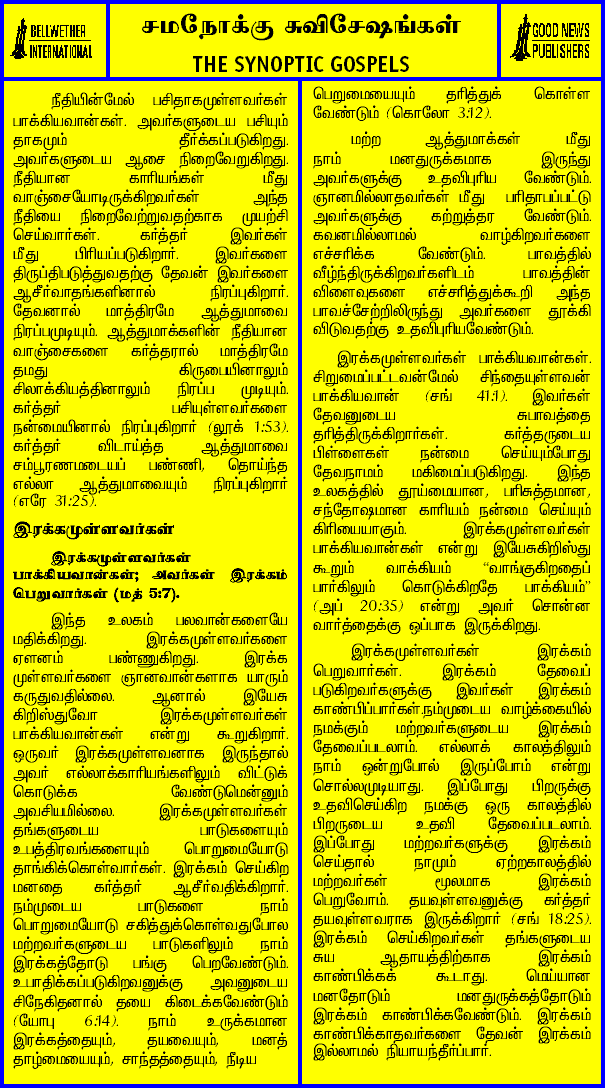 BELLWETHER
INTERNATIONAL
சமநோக்கு சுவிசேஷங்கள்
THE SYNOPTIC GOSPELS
GOOD NEWS
PUBLISHERS
நீதியின்மேல் பசிதாகமுள்ளவர்கள்
பாக்கியவான்கள். அவர்களுடைய பசியும்
தாகமும் தீர்க்கப்படுகிறது.
அவர்களுடைய ஆசை நிறைவேறுகிறது.
நீதியான காரியங்கள் மீது
வாஞ்சையோடிருக்கிறவர்கள் அந்த
நீதியை நிறைவேற்றுவதற்காக முயற்சி
செய்வார்கள். கர்த்தர் இவர்கள்
மீது பிரியப்படுகிறார். இவர்களை
திருப்திபடுத்துவதற்கு தேவன் இவர்களை
ஆசீர்வாதங்களினால் நிரப்புகிறார்.
தேவனால் மாத்திரமே ஆத்துமாவை
நிரப்பமுடியும். ஆத்துமாக்களின் நீதியான
வாஞ்சைகளை கர்த்தரால் மாத்திரமே
தமது கிருபையினாலும்
சிலாக்கியத்தினாலும் நிரப்ப முடியும்.
கர்த்தர் பசியுள்ளவர்களை
நன்மையினால் நிரப்புகிறார் (லூக் 1:53).
கர்த்தர் விடாய்த்த ஆத்துமாவை
சம்பூரணமடையப் பண்ணி, தொய்ந்த
எல்லா ஆத்துமாவையும் நிரப்புகிறார்
(எரே 31:25).
இரக்கமுள்ளவர்கள்
இரக்கமுள்ளவர்கள்
பாக்கியவான்கள்; அவர்கள் இரக்கம்
பெறுவார்கள் (மத் 5:7).
இந்த உலகம் பலவான்களையே
மதிக்கிறது. இரக்கமுள்ளவர்களை
ஏளனம் பண்ணுகிறது. இரக்க
முள்ளவர்களை ஞானவான்களாக யாரும்
கருதுவதில்லை. ஆனால் இயேசு
கிறிஸ்துவோ இரக்கமுள்ளவர்கள்
பாக்கியவான்கள் என்று கூறுகிறார்.
ஒருவர் இரக்கமுள்ளவனாக இருந்தால்
அவர் எல்லாக்காரியங்களிலும் விட்டுக்
கொடுக்க வேண்டுமென்னும்
அவசியமில்லை. இரக்கமுள்ளவர்கள்
தங்களுடைய பாடுகளையும்
உபத்திரவங்களையும் பொறுமையோடு
தாங்கிக்கொள்வார்கள். இரக்கம் செய்கிற
மனதை கர்த்தர் ஆசீர்வதிக்கிறார்.
நம்முடைய பாடுகளை நாம்
பொறுமையோடு சகித்துக்கொள்வதுபோல
மற்றவர்களுடைய பாடுகளிலும் நாம்
இரக்கத்தோடு பங்கு பெறவேண்டும்.
உபாதிக்கப்படுகிறவனுக்கு அவனுடைய
சிநேகிதனால் தயை கிடைக்கவேண்டும்
(யோபு 6:14). நாம் உருக்கமான
இரக்கத்தையும், தயவையும், மனத்
தாழ்மையையும், சாந்தத்தையும், நீடிய
பெறுமையையும் தரித்துக் கொள்ள
வேண்டும் (கொலோ 3:12).
மற்ற ஆத்துமாக்கள் மீது
நாம் மனதுருக்கமாக இருந்து
அவர்களுக்கு உதவிபுரிய வேண்டும்.
ஞானமில்லாதவர்கள் மீது பரிதாபப்பட்டு
அவர்களுக்கு கற்றுத்தர வேண்டும்.
கவனமில்லாமல் வாழ்கிறவர்களை
எச்சரிக்க வேண்டும். பாவத்தில்
வீழ்ந்திருக்கிறவர்களிடம் பாவத்தின்
விளைவுகளை எச்சரித்துக்கூறி அந்த
பாவச்சேற்றிலிருந்து அவர்களை தூக்கி
விடுவதற்கு உதவிபுரியவேண்டும்.
இரக்கமுள்ளவர்கள் பாக்கியவான்கள்.
சிறுமைப்பட்டவன்மேல் சிந்தையுள்ளவன்
பாக்கியவான் (சங் 41:1). இவர்கள்
தேவனுடைய சுபாவத்தை
தரித்திருக்கிறார்கள். கர்த்தருடைய
பிள்ளைகள் நன்மை செய்யும்போது
தேவநாமம் மகிமைப்படுகிறது. இந்த
உலகத்தில் தூய்மையான, பரிசுத்தமான,
சந்தோஷமான காரியம் நன்மை செய்யும்
கிரியையாகும். இரக்கமுள்ளவர்கள்
பாக்கியவான்கள் என்று இயேசுகிறிஸ்து
கூறும் வாக்கியம் “வாங்குகிறதைப்
பார்கிலும் கொடுக்கிறதே பாக்கியம்”
(அப் 20:35) என்று அவர் சொன்ன
வார்த்தைக்கு ஒப்பாக இருக்கிறது.
இரக்கமுள்ளவர்கள் இரக்கம்
பெறுவார்கள். இரக்கம் தேவைப்
படுகிறவர்களுக்கு இவர்கள் இரக்கம்
காண்பிப்பார்கள்.நம்முடைய வாழ்க்கையில்
நமக்கும் மற்றவர்களுடைய இரக்கம்
தேவைப்படலாம். எல்லாக் காலத்திலும்
நாம் ஒன்றுபோல் இருப்போம் என்று
சொல்லமுடியாது. இப்போது பிறருக்கு
உதவிசெய்கிற நமக்கு ஒரு காலத்தில்
பிறருடைய உதவி தேவைப்படலாம்.
இப்போது மற்றவர்களுக்கு இரக்கம்
செய்தால் நாமும் ஏற்றகாலத்தில்
மற்றவர்கள் மூலமாக இரக்கம்
பெறுவோம். தயவுள்ளவனுக்கு கர்த்தர்
தயவுள்ளவராக இருக்கிறார் (சங் 18:25).
இரக்கம் செய்கிறவர்கள் தங்களுடைய
சுய ஆதாயத்திற்காக இரக்கம்
காண்பிக்கக் கூடாது. மெய்யான
மனதோடும் மனதுருக்கத்தோடும்
இரக்கம் காண்பிக்கவேண்டும். இரக்கம்
காண்பிக்காதவர்களை தேவன் இரக்கம்
இல்லாமல் நியாயந்தீர்ப்பார்.